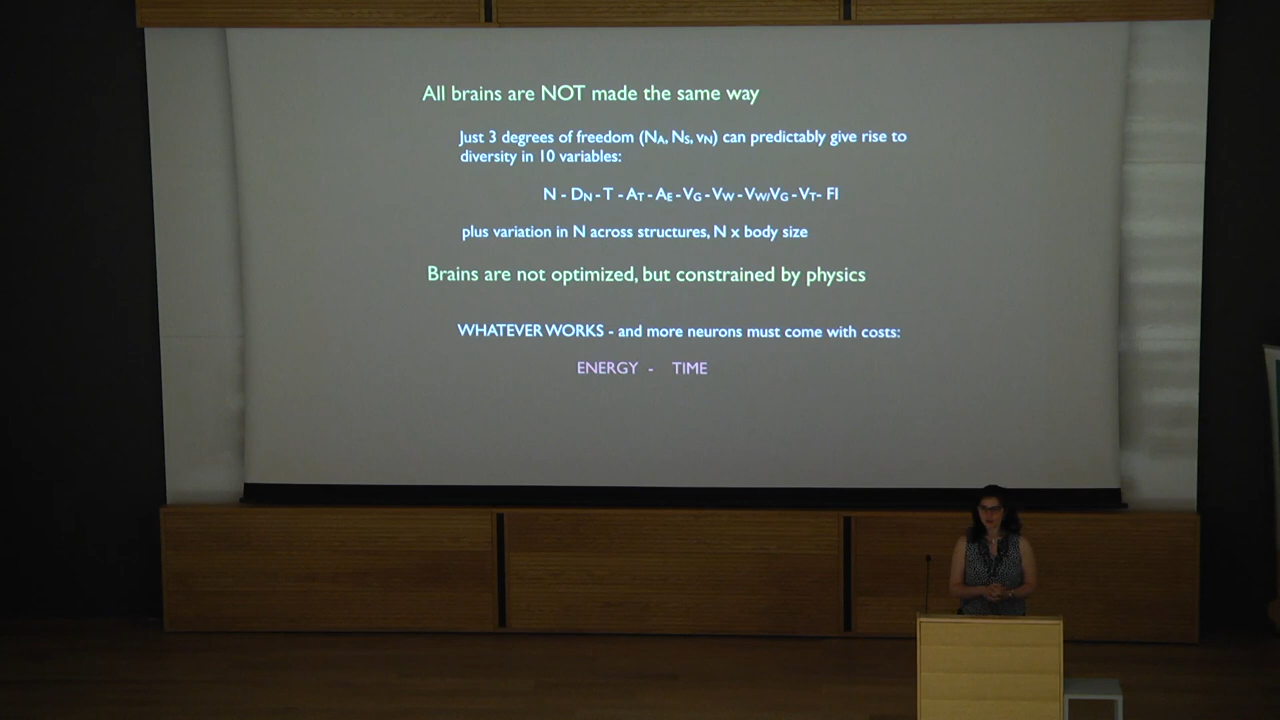 All brains are NOT made the same way
Just 3 degrees of freedom (NA, NS, vN) can predictably give rise to
diversity in 10 variables:
N - DN - T - AT - AE - VG - VW - VW/VG - VT- FI
plus variation in N across structures, N x body size
Brains are not optimized, but constrained by physics
WHATEVER WORKS - and more neurons must come with costs:
ENERGY - TIME